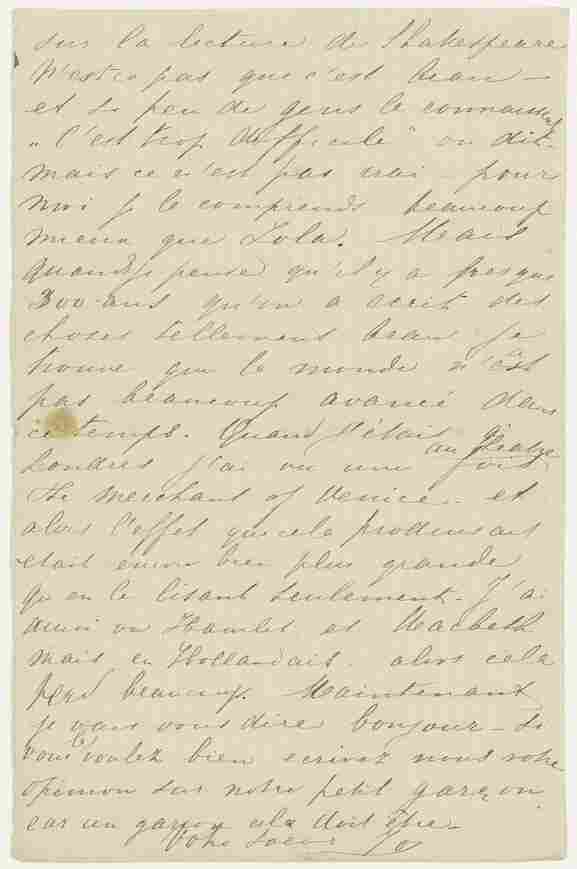 sur la lecture de Shakespeare
N'est ce pas que c'est beau –
et si peu de gens le connaissent
„ C'est trop difficile" on dit –
mais ce n'est pas vrai – pour
moi je le comprends beaucoup
mieux que Zola. Mais
quand je pense qu'il y a presque
300 ans qu'on a ecrit des
choses tellement beau je
trouve que le monde n'est
pas beaucoup avancé dans
ce temps. Quand j'étais à
Londres j'ai vu une fois au théatre
the merchant of Venice – et
alors l'effet que cela produisait
était encore bien plus grande
qu'en le lisant seulement. J'ai
aussi vu Hamlet et Macbeth
mais en Hollandais. alors cela
perd beaucoup. Maintenant
je vais vous dire bonjour – si
vous le voulez bien ecrivez nous votre
opinion sur notre petit garçon,
car un garçon cela doit être –
Votre soeur Jo